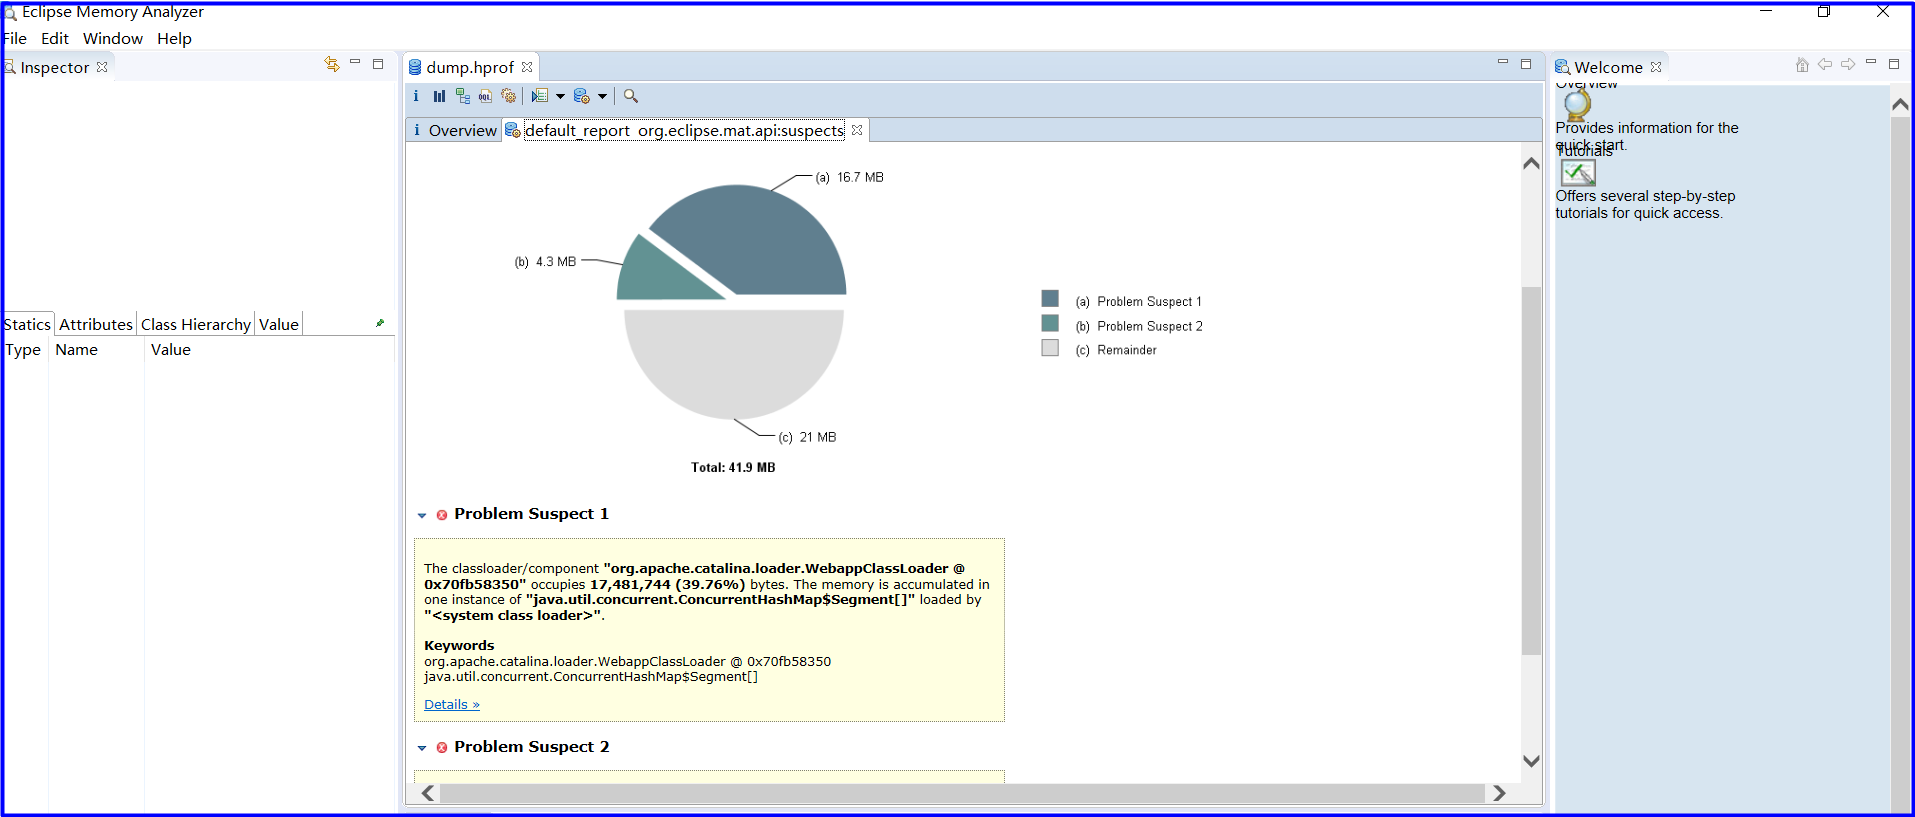 Eclipse Memory Analyzer
File Edit Window Help
Inspector
Statics Attributes Class Hierarchy Value
Type Name Value
dump.hprof
i OQL
i Overview default_report org.eclipse.mat.api:suspects
(a) 16.7 MB
(b) 4.3 MB
(c) 21 MB
Total: 41.9 MB
(a) Problem Suspect 1
(b) Problem Suspect 2
(c) Remainder
Problem Suspect 1
The classloader/component "org.apache.catalina.loader.WebappClassLoader @
0x70fb58350" occupies 17,481,744 (39.76%) bytes. The memory is accumulated in
one instance of "java.util.concurrent.ConcurrentHashMap$Segment[]" loaded by
"<system class loader>".
Keywords
org.apache.catalina.loader.WebappClassLoader @ 0x70fb58350
java.util.concurrent.ConcurrentHashMap$Segment[]
Details »
Problem Suspect 2
Welcome
Overview
Provides information for the
quick start.
Tutorials
Offers several step-by-step
tutorials for quick access.